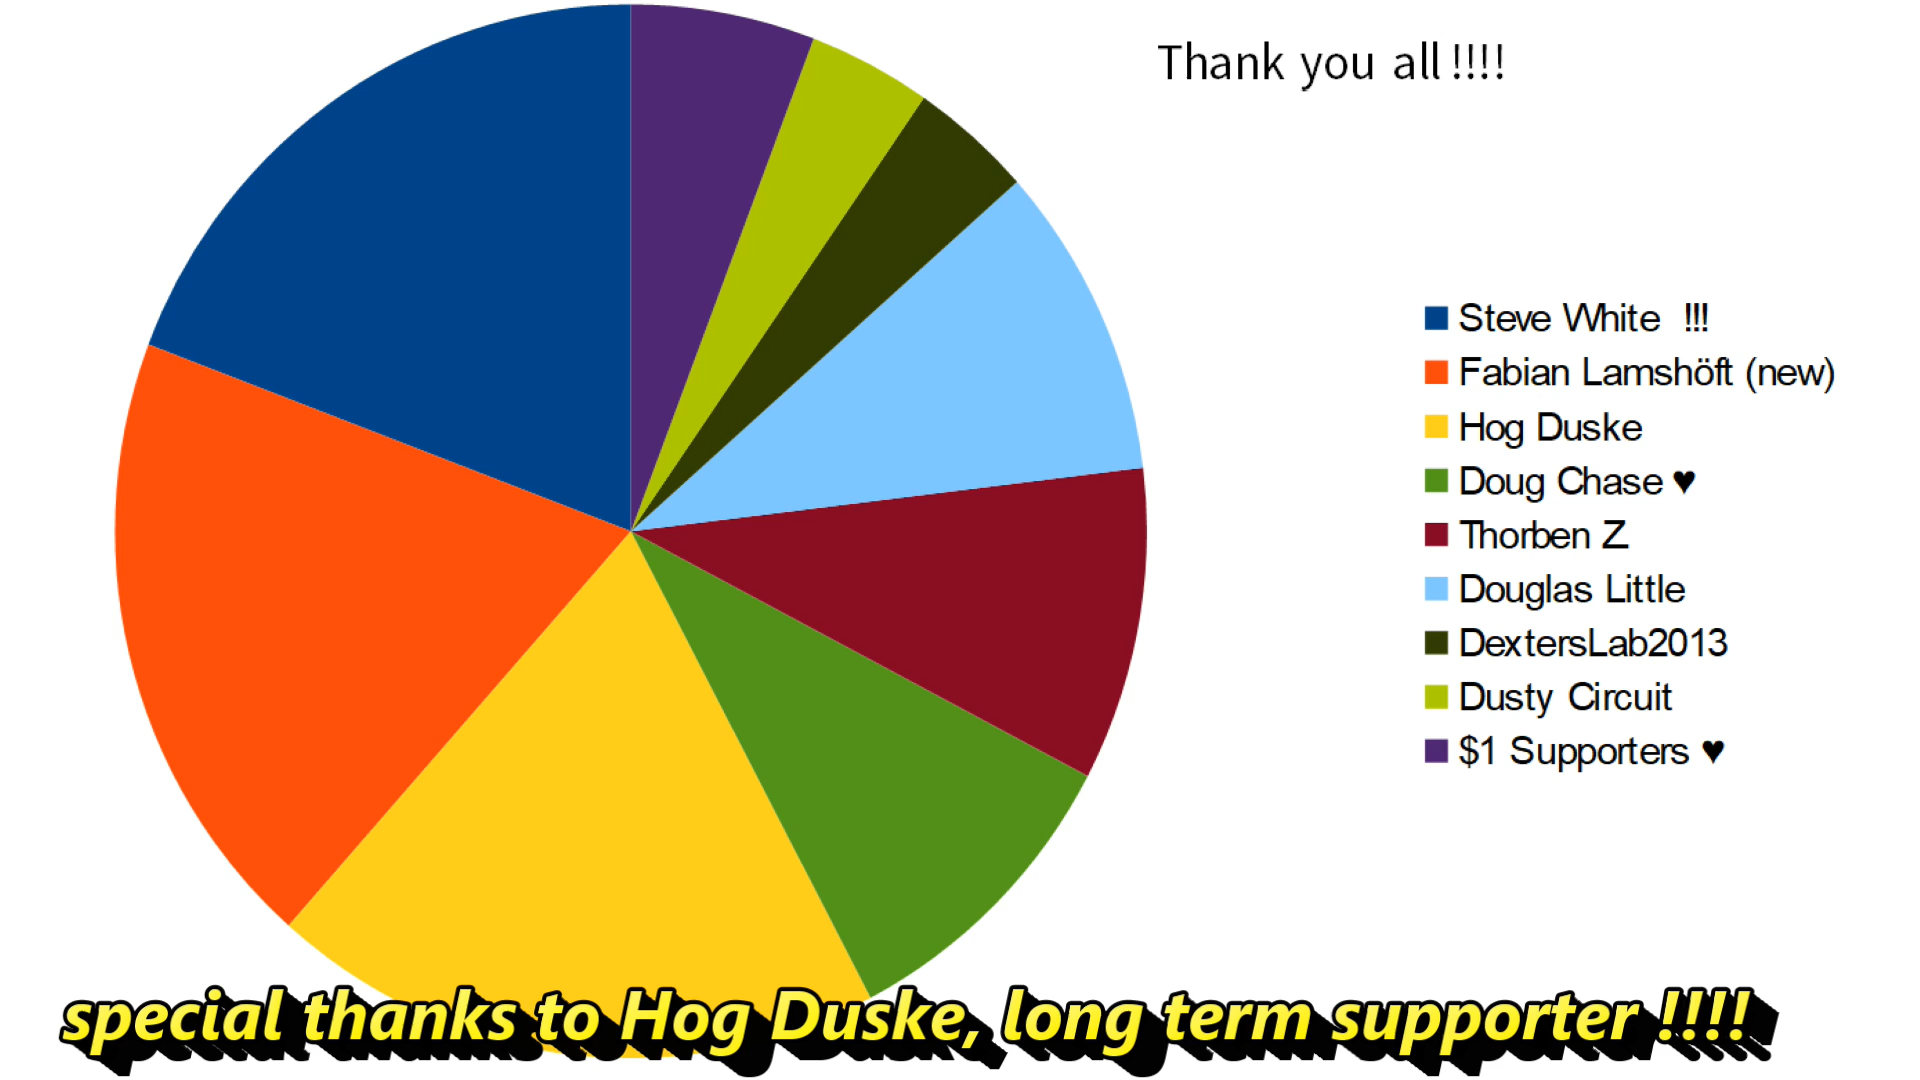 Thank you all !!!!
Steve White !!!
Fabian Lamshöft (new)
Hog Duske
Doug Chase ♥
Thorben Z
Douglas Little
DextersLab2013
Dusty Circuit
$1 Supporters ♥
special thanks to Hog Duske, long term supporter !!!!